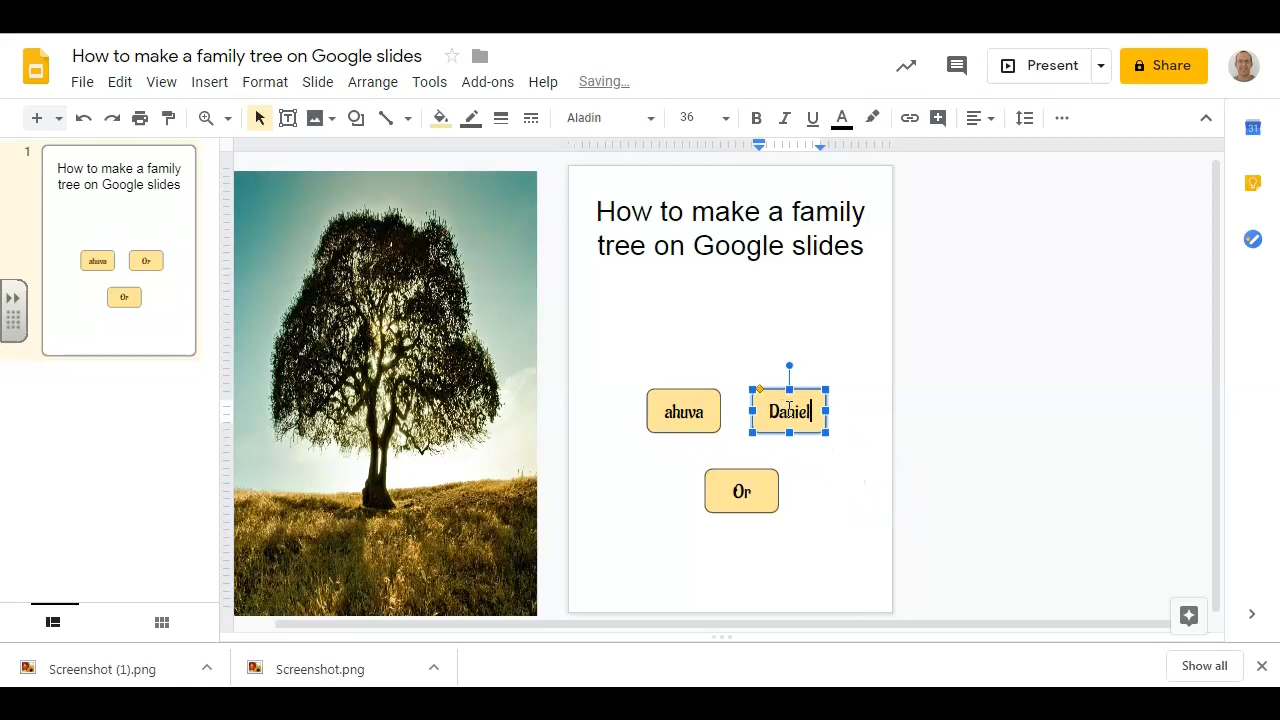 How to make a family tree on Google slides
File Edit View Insert Format Slide Arrange Tools Add-ons Help Saving...
Present
Share
Aladin
36
B I U A
31
1
How to make a family
tree on Google slides
ahuva Or
Or
How to make a family
tree on Google slides
ahuva Daniel
Or
Screenshot (1).png
Screenshot.png
Show all